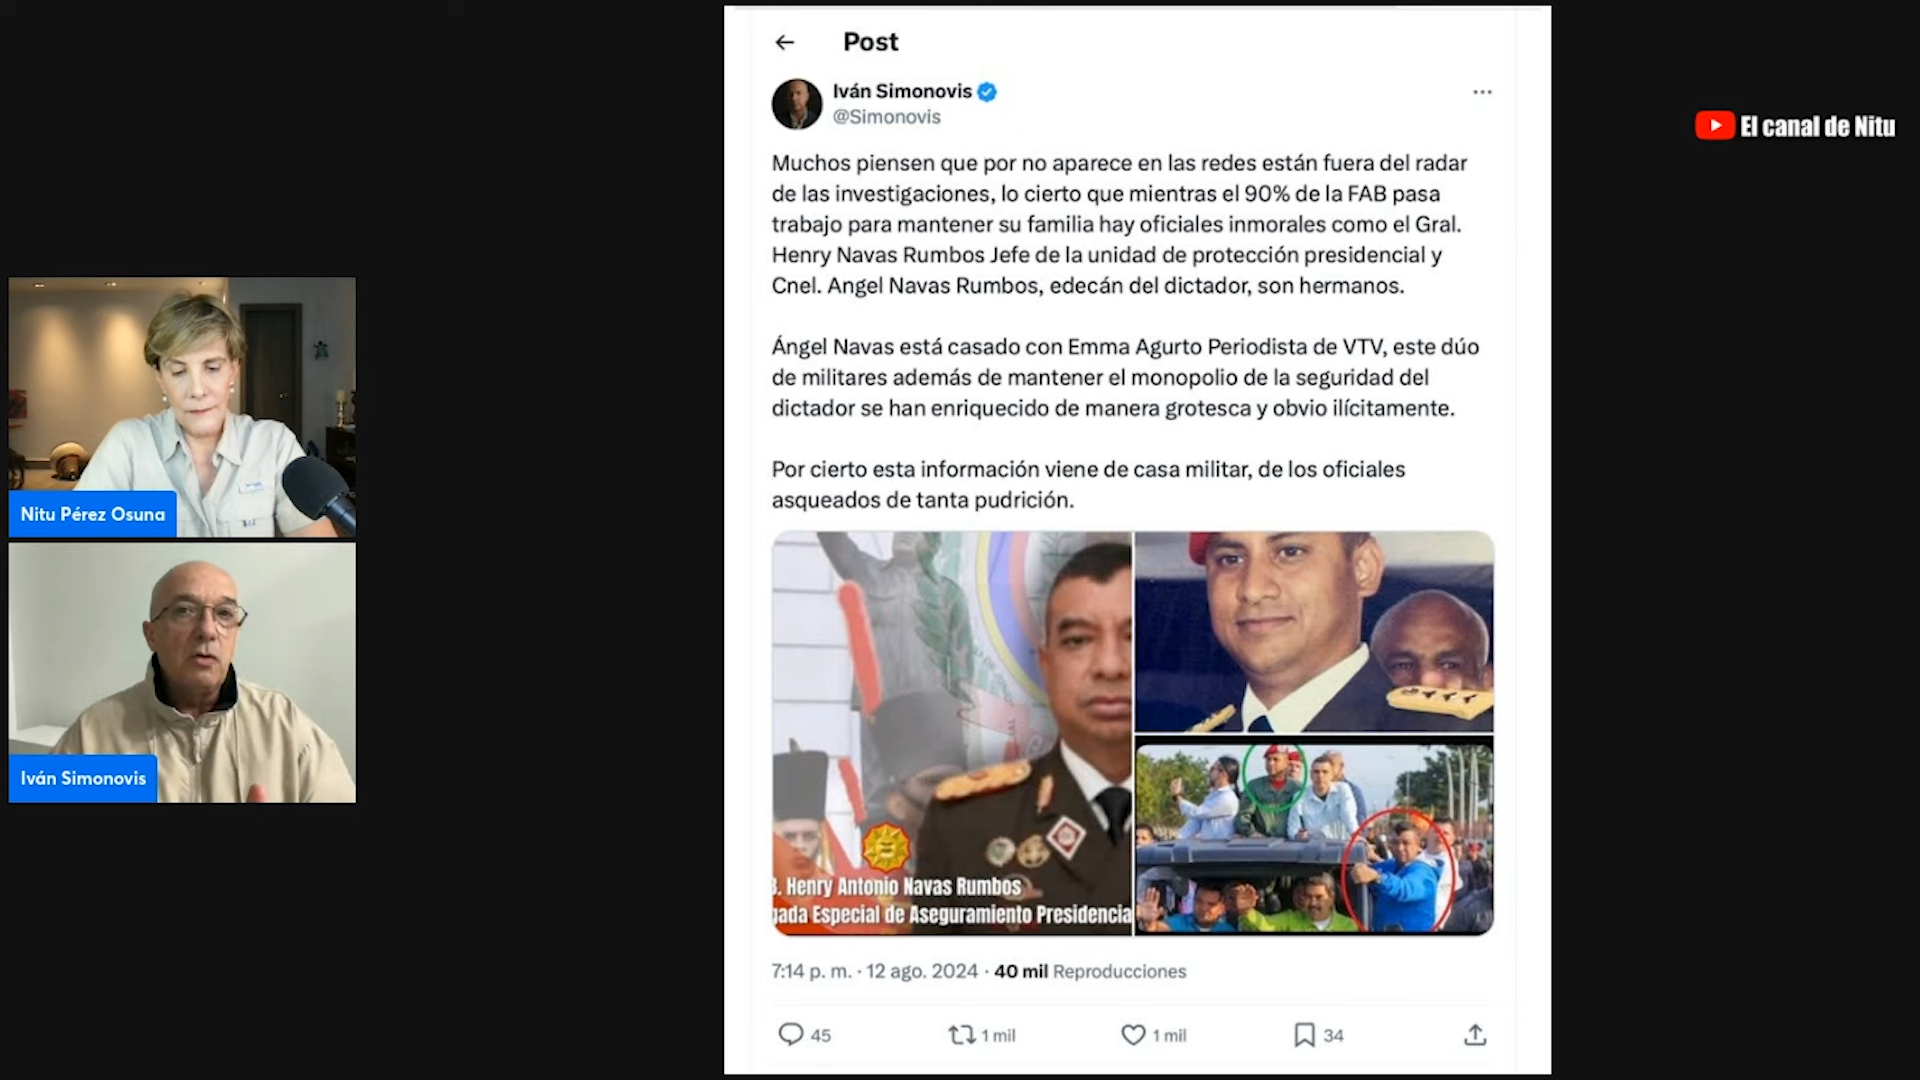 Post
Iván Simonovis
@Simonovis
Muchos piensen que por no aparece en las redes están fuera del radar
de las investigaciones, lo cierto que mientras el 90% de la FAB pasa
trabajo para mantener su familia hay oficiales inmorales como el Gral.
Henry Navas Rumbos Jefe de la unidad de protección presidencial y
Cnel. Angel Navas Rumbos, edecán del dictador, son hermanos.
Ángel Navas está casado con Emma Agurto Periodista de VTV, este dúo
de militares además de mantener el monopolio de la seguridad del
dictador se han enriquecido de manera grotesca y obvio ilícitamente.
Por cierto esta información viene de casa militar, de los oficiales
asqueados de tanta pudrición.
Henry Antonio Navas Rumbos
Especial de Aseguramiento Presidencia
7:14 p. m. · 12 ago. 2024 · 40 mil Reproducciones
45 1 mil 1 mil 34
El canal de Nitu
Nitu Pérez Osuna
Iván Simonovis